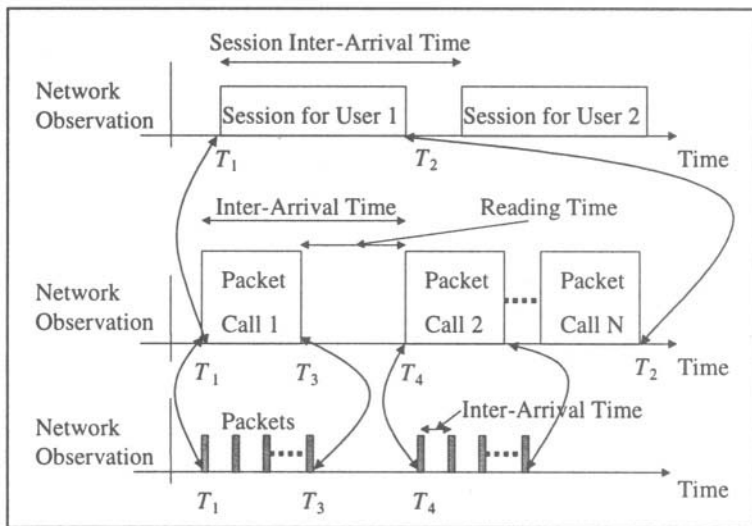 Session Inter-Arrival Time
Network
Observation
Session for User 1
Session for User 2
T1
T2
Time
Inter-Arrival Time
Reading Time
Network
Observation
Packet
Call 1
Packet
Call 2
Packet
Call N
T1
T3
T4
T2
Time
Network
Observation
Packets
Inter-Arrival Time
T1
T3
T4
Time